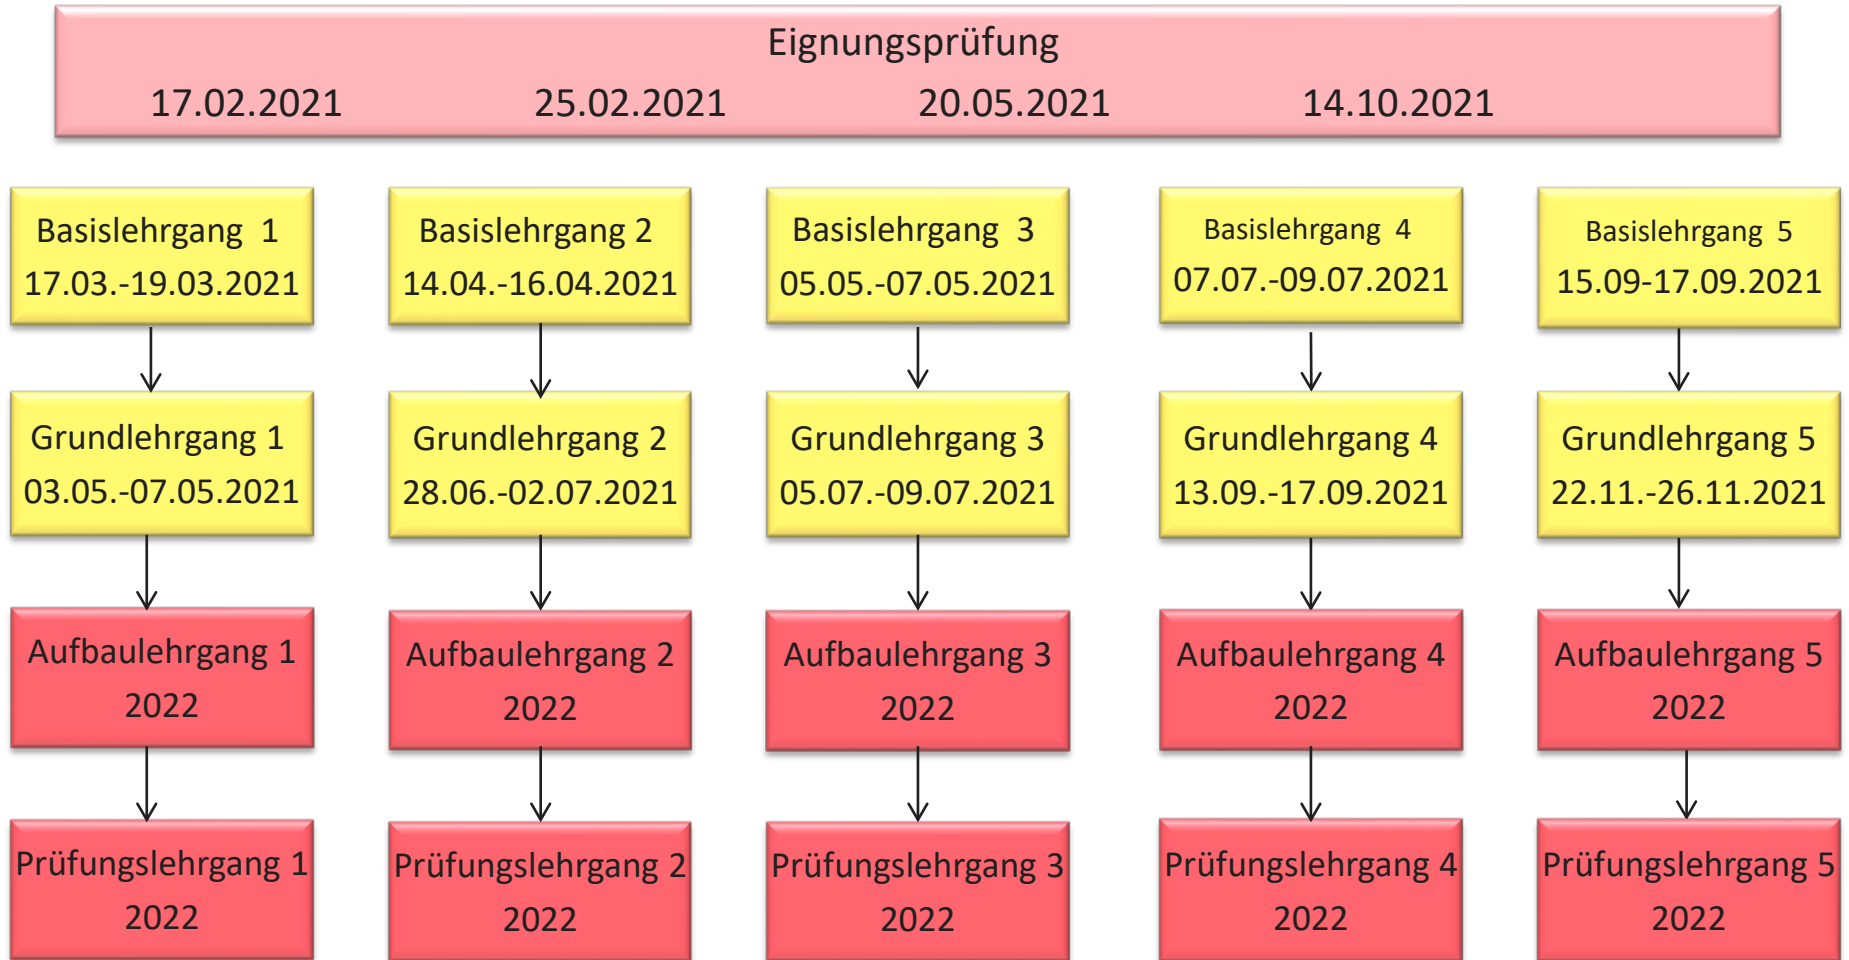 Eignungsprüfung
17.02.2021 25.02.2021 20.05.2021 14.10.2021
Basislehrgang 1
17.03.-19.03.2021
Basislehrgang 2
14.04.-16.04.2021
Basislehrgang 3
05.05.-07.05.2021
Basislehrgang 4
07.07.-09.07.2021
Basislehrgang 5
15.09-17.09.2021
Grundlehrgang 1
03.05.-07.05.2021
Grundlehrgang 2
28.06.-02.07.2021
Grundlehrgang 3
05.07.-09.07.2021
Grundlehrgang 4
13.09.-17.09.2021
Grundlehrgang 5
22.11.-26.11.2021
Aufbaulehrgang 1
2022
Aufbaulehrgang 2
2022
Aufbaulehrgang 3
2022
Aufbaulehrgang 4
2022
Aufbaulehrgang 5
2022
Prüfungslehrgang 1
2022
Prüfungslehrgang 2
2022
Prüfungslehrgang 3
2022
Prüfungslehrgang 4
2022
Prüfungslehrgang 5
2022